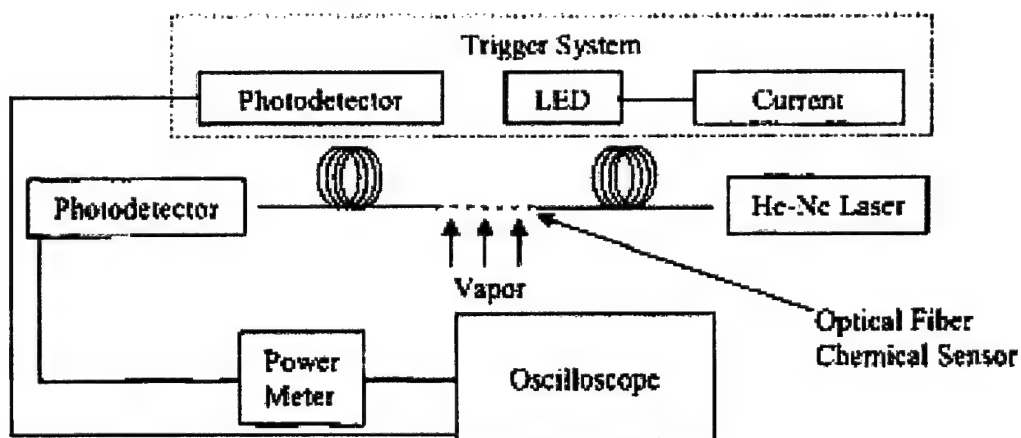 Trigger System
Photodetector
LED
Current
Photodetector
He-Ne Laser
Vapor
Optical Fiber
Chemical Sensor
Power
Meter
Oscilloscope